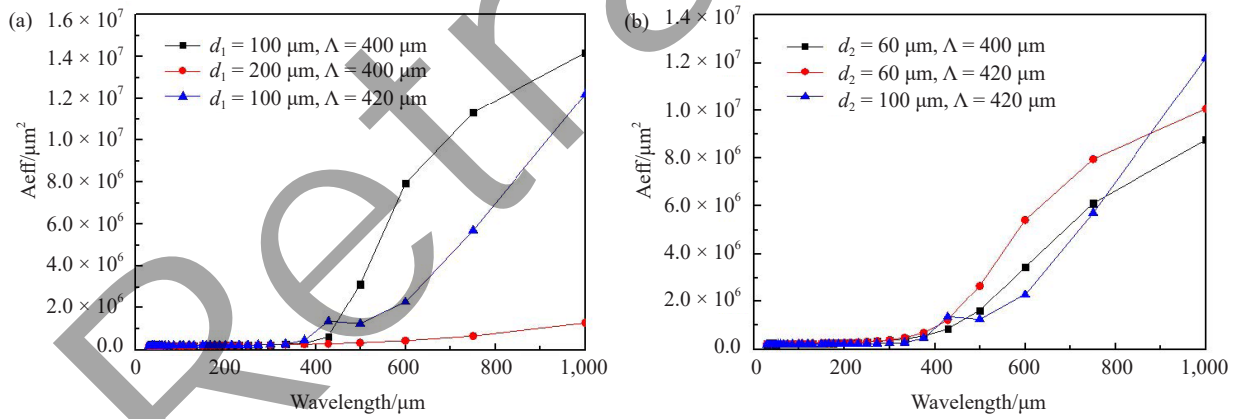 (a)
1.6 × 10⁷
1.4 × 10⁷
1.2 × 10⁷
1.0 × 10⁷
8.0 × 10⁶
6.0 × 10⁶
4.0 × 10⁶
2.0 × 10⁶
0.0
Aeff/μm²
d₁ = 100 μm, Λ = 400 μm
d₁ = 200 μm, Λ = 400 μm
d₁ = 100 μm, Λ = 420 μm
0 200 400 600 800 1,000
Wavelength/μm
(b)
1.4 × 10⁷
1.2 × 10⁷
1.0 × 10⁷
8.0 × 10⁶
6.0 × 10⁶
4.0 × 10⁶
2.0 × 10⁶
0.0
Aeff/μm²
d₂ = 60 μm, Λ = 400 μm
d₂ = 60 μm, Λ = 420 μm
d₂ = 100 μm, Λ = 420 μm
0 200 400 600 800 1,000
Wavelength/μm
Retr